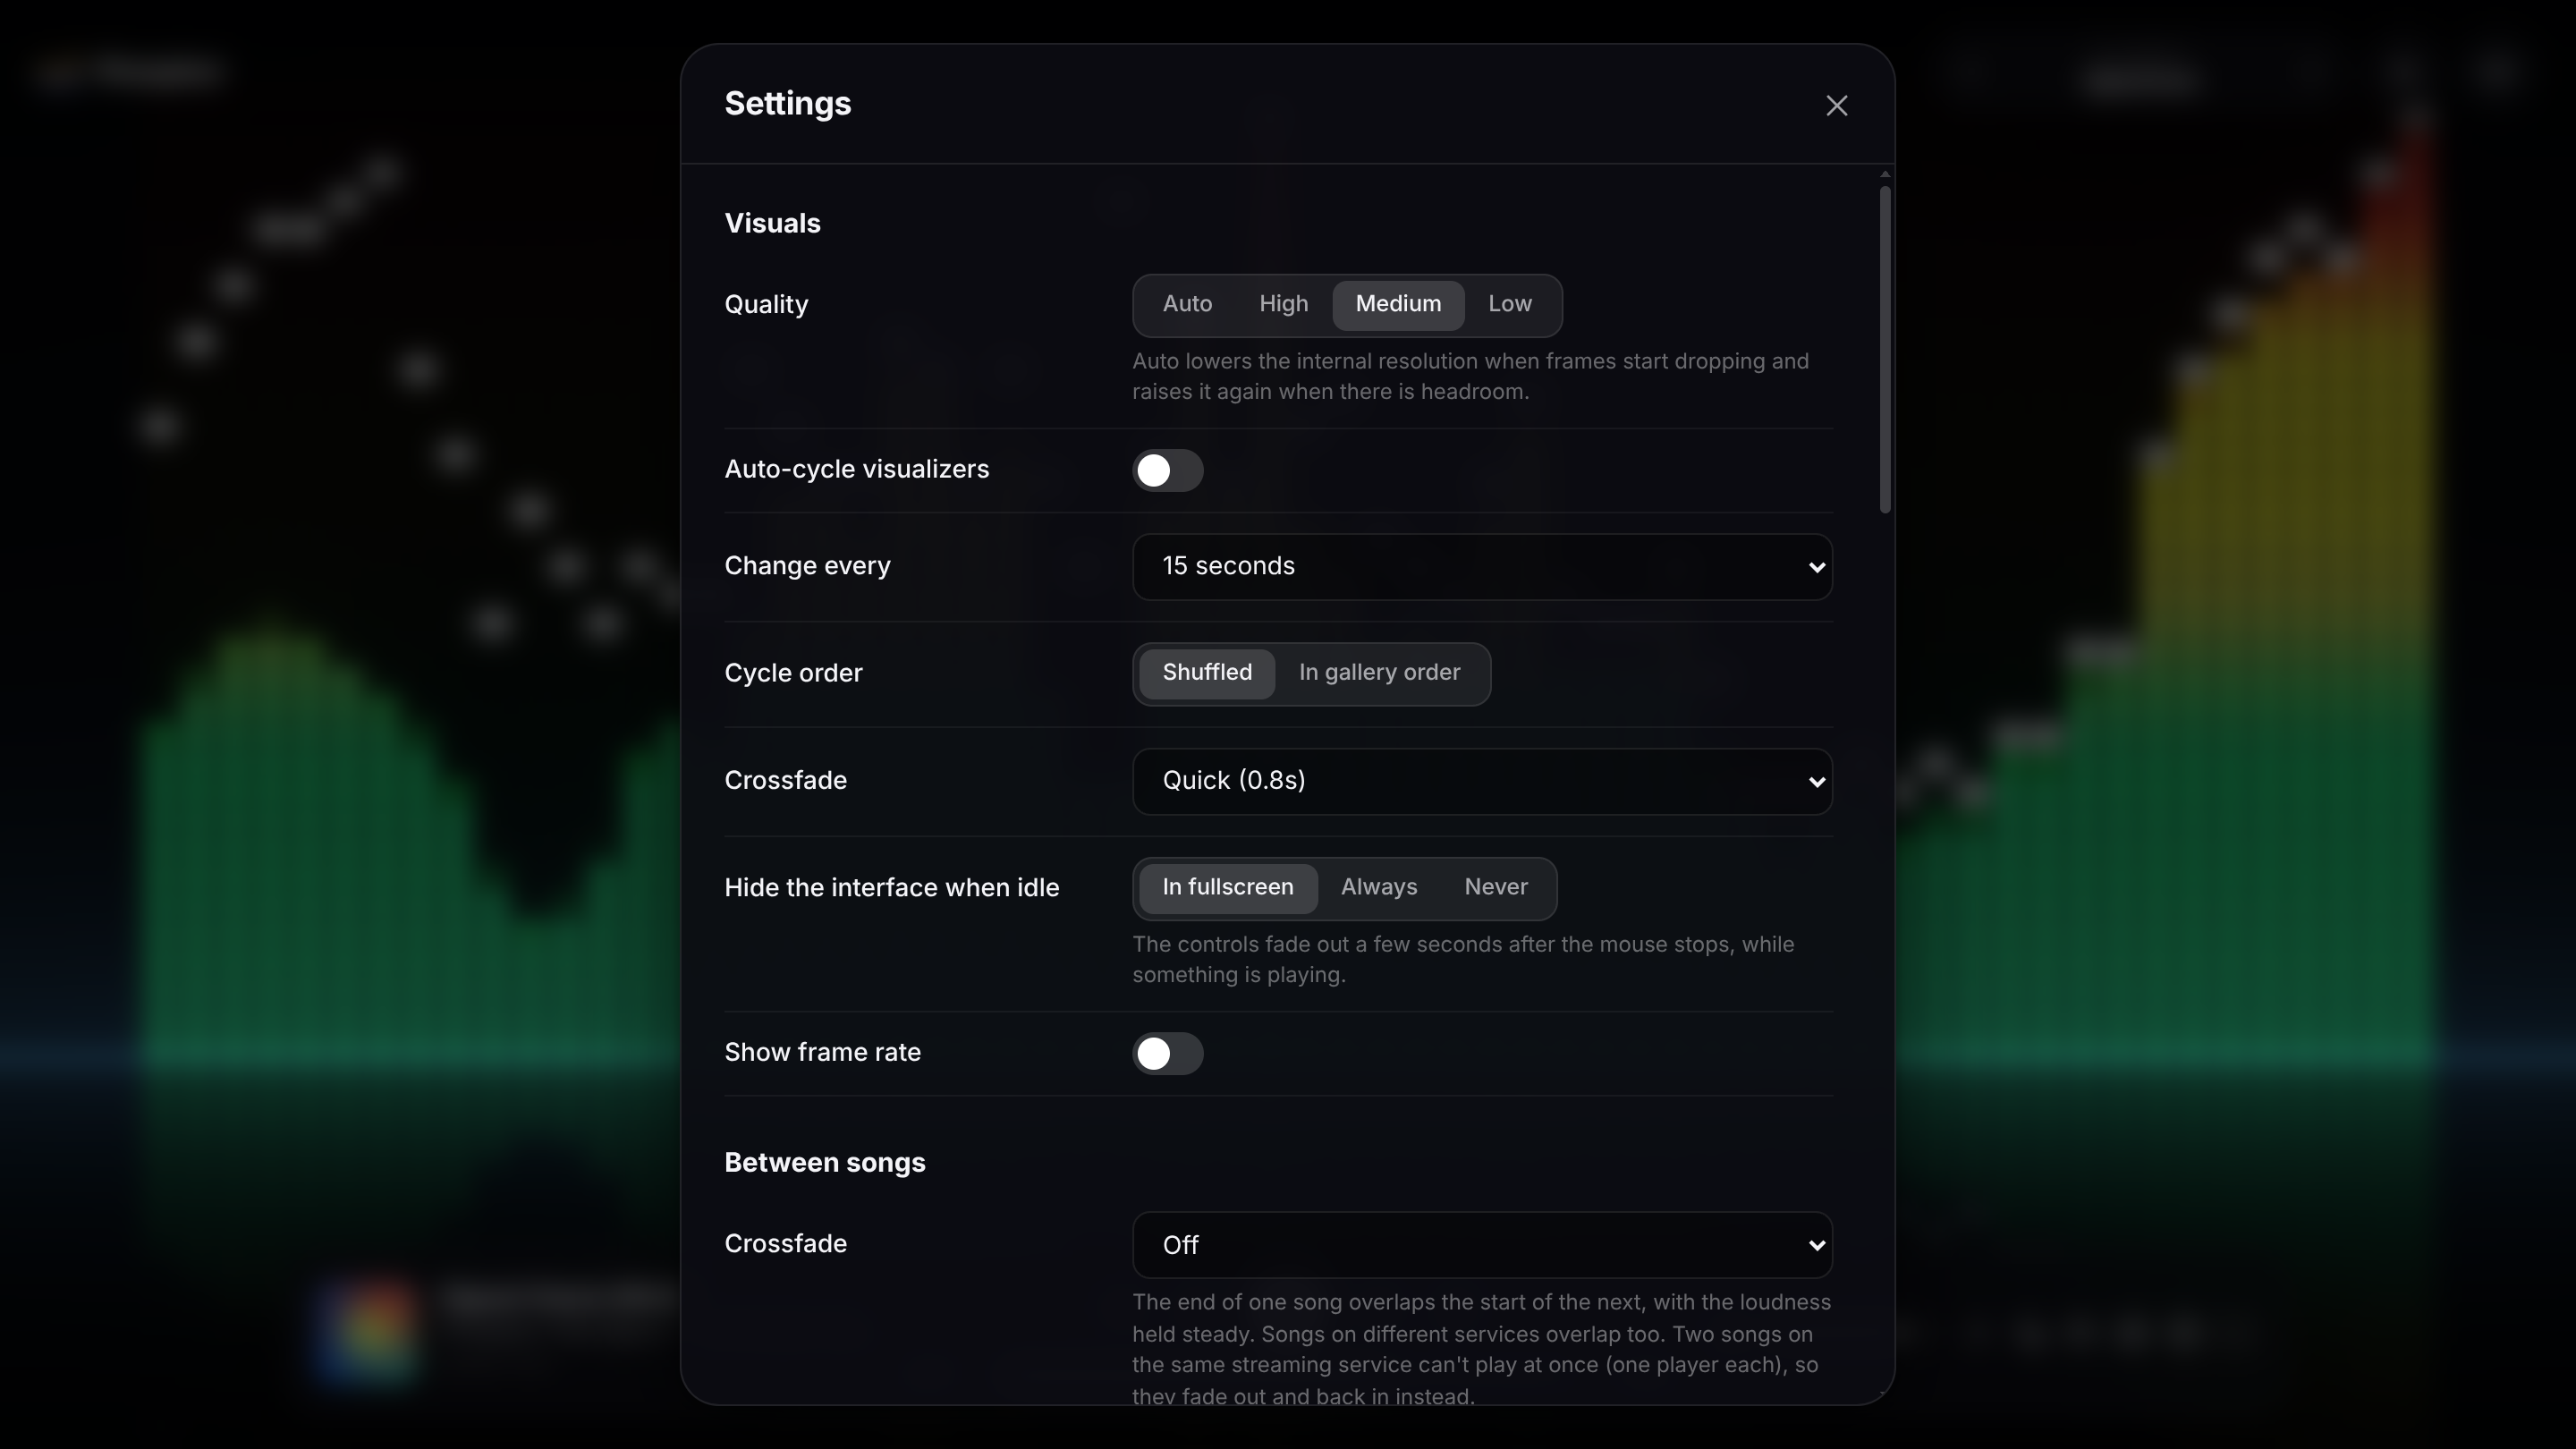 Settings
Visuals
Quality
Auto High Medium Low
Auto lowers the internal resolution when frames start dropping and
raises it again when there is headroom.
Auto-cycle visualizers
Change every
15 seconds
Cycle order
Shuffled In gallery order
Crossfade
Quick (0.8s)
Hide the interface when idle
In fullscreen Always Never
The controls fade out a few seconds after the mouse stops, while
something is playing.
Show frame rate
Between songs
Crossfade
Off
The end of one song overlaps the start of the next, with the loudness
held steady. Songs on different services overlap too. Two songs on
the same streaming service can't play at once (one player each), so
they fade out and back in instead.